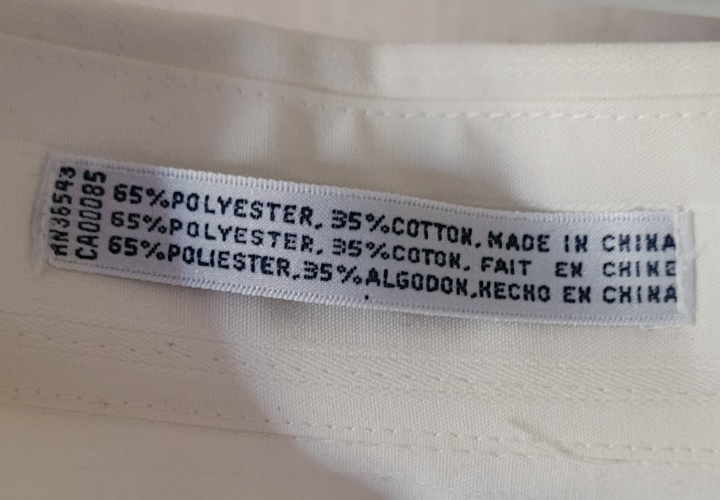 RN36593
CA00085
65%POLYESTER, 35%COTTON, MADE IN CHINA
65%POLYESTER, 35%COTON, FAIT EN CHINE
65%POLIESTER,35%ALGODON,HECHO EN CHINA